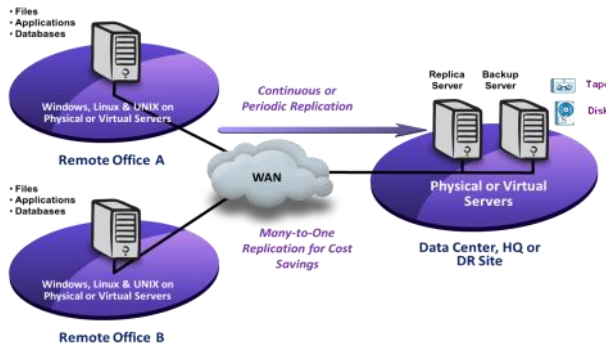 • Files
• Applications
• Databases
Windows, Linux & UNIX on
Physical or Virtual Servers
Remote Office A
Continuous or
Periodic Replication
Replica
Server
Backup
Server
Tape
Disk
WAN
Physical or Virtual
Servers
Data Center, HQ or
DR Site
• Files
• Applications
• Databases
Many-to-One
Replication for Cost
Savings
Windows, Linux & UNIX on
Physical or Virtual Servers
Remote Office B